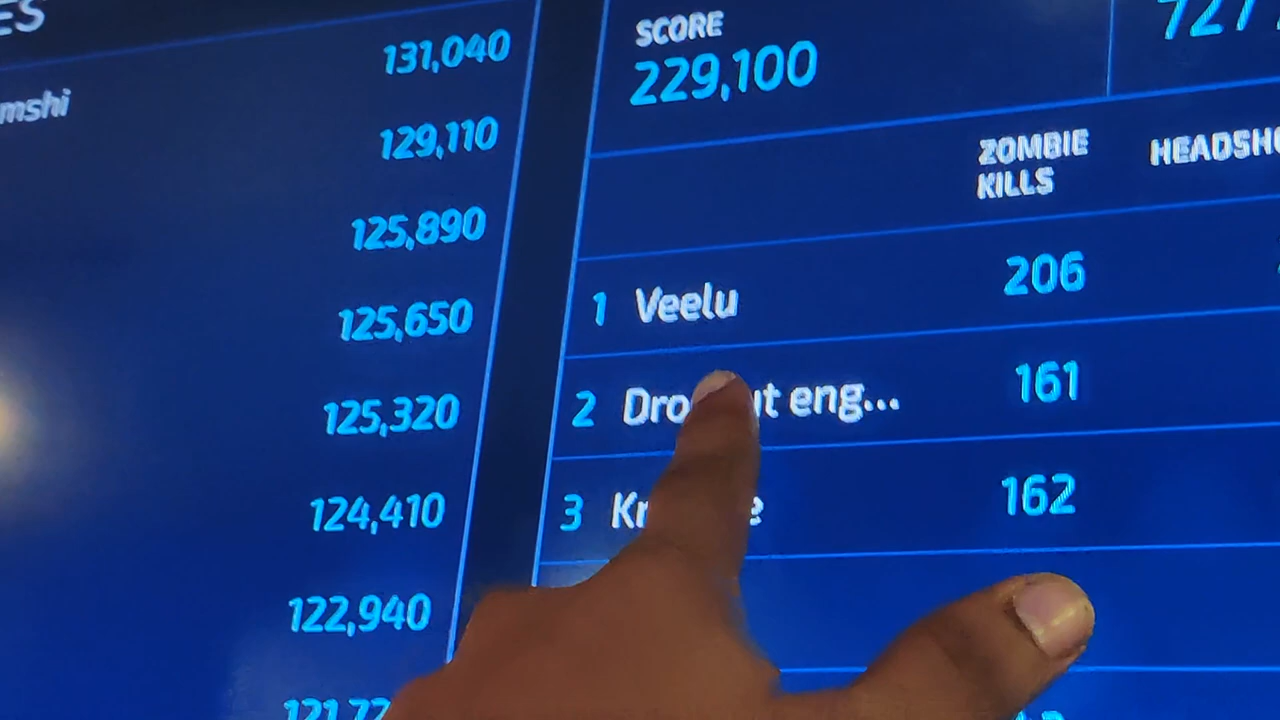 ES
131,040
mshi
129,110
125,890
125,650
125,320
124,410
122,940
SCORE
229,100
ZOMBIE
KILLS
1 Veelu 206
2 eng... 161
3 162